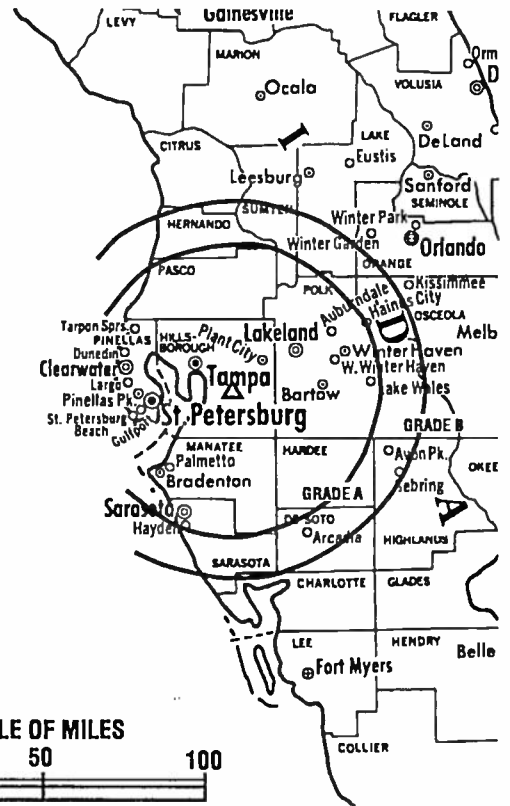 Gainesville
LEVY
FLAGLER
MARION
Orm
D
VOLUSIA
Ocala
I
DeLand
CITRUS
LAKE
Eustis
Leesburg
Sanford
SEMINOLE
SUMTER
HERNANDO
Winter Park
Winter Garden
Orlando
PASCO
ORANGE
POLK
Kissimmee
Auburndale
Haines City
OSCEOLA
D
Melb
Tarpon Sprs.
PINELLAS
HILLS-
BOROUGH
Plant City
Lakeland
Dunedin
Winter Haven
Clearwater
W. Winter Haven
Largo
Tampa
Bartow
Lake Wales
Pinellas Pk.
St. Petersburg
St. Petersburg
Beach
Gulfport
GRADE B
MANATEE
HARDEE
Avon Pk.
Palmetto
OKEE
Bradenton
Sebring
GRADE A
A
Sarasota
DE SOTO
Hayden
Arcadia
HIGHLANDS
SARASOTA
CHARLOTTE
GLADES
LEE
HENDRY
Belle
Fort Myers
LE OF MILES
50
100
COLLIER